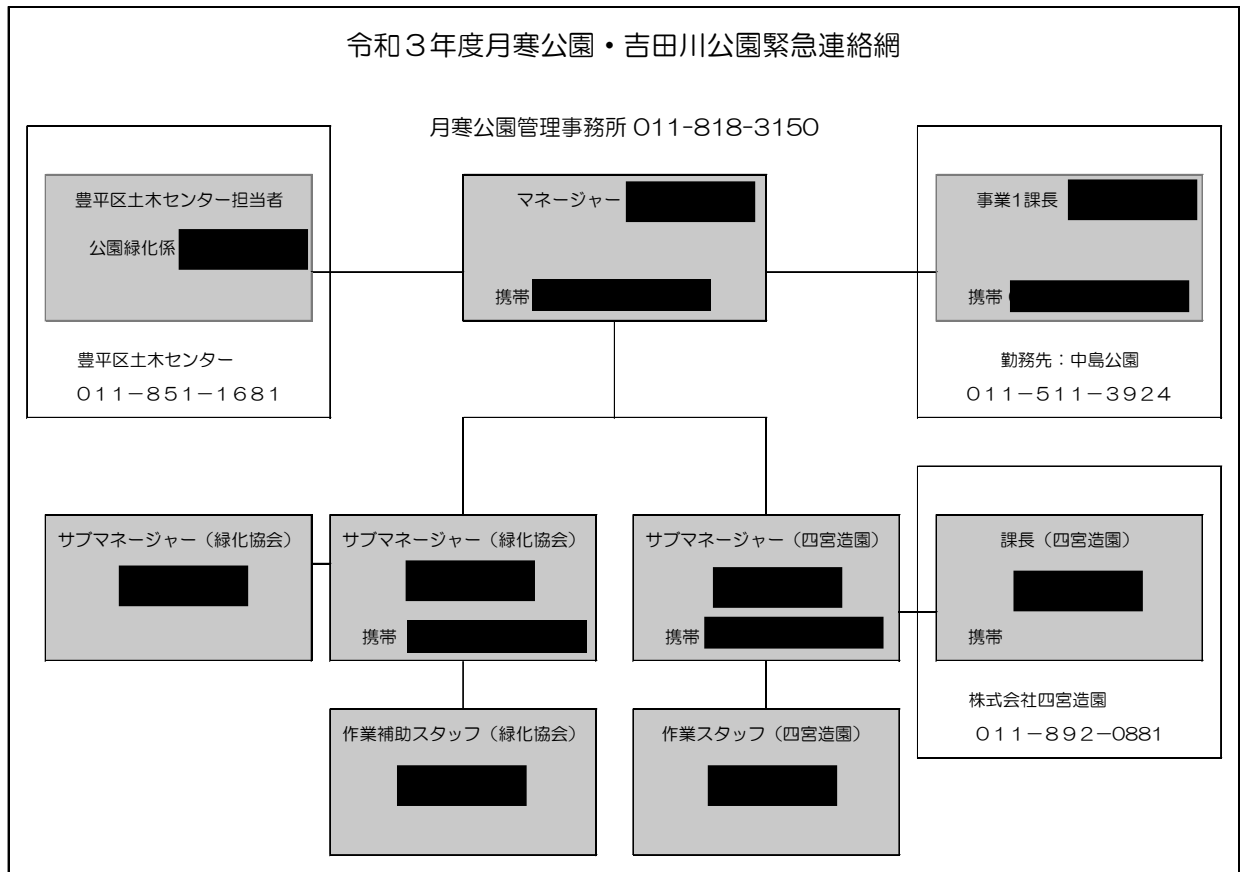 令和３年度月寒公園・吉田川公園緊急連絡網
月寒公園管理事務所 011-818-3150
豊平区土木センター担当者
公園緑化係
豊平区土木センター
０１１－８５１－１６８１
マネージャー
携帯
事業1課長
携帯
勤務先：中島公園
０１１－５１１－３９２４
サブマネージャー（緑化協会）
サブマネージャー（緑化協会）
携帯
サブマネージャー（四宮造園）
携帯
課長（四宮造園）
携帯
株式会社四宮造園
０１１－８９２－0881
作業補助スタッフ（緑化協会）
作業スタッフ（四宮造園）